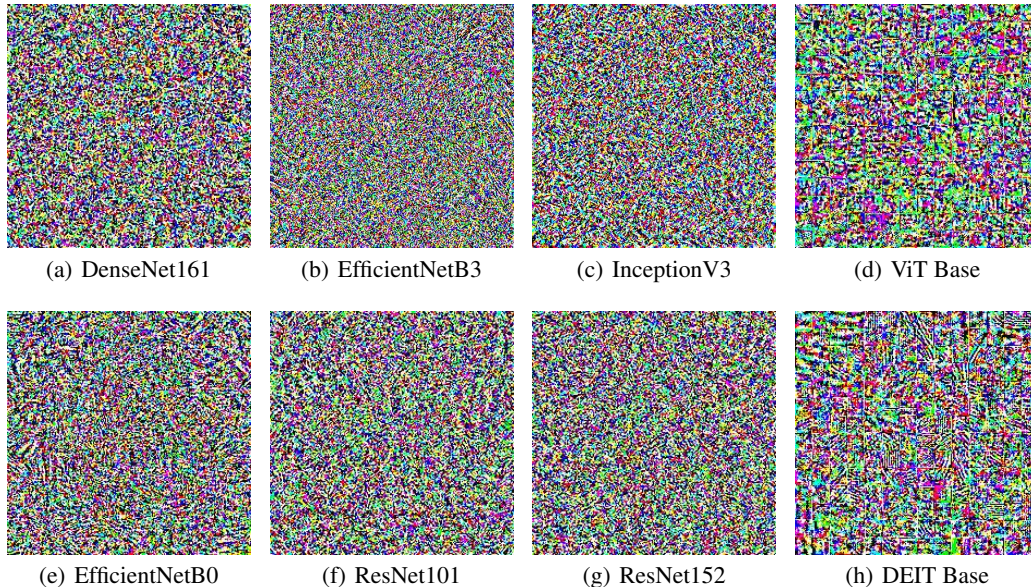 (a) DenseNet161
(b) EfficientNetB3
(c) InceptionV3
(d) ViT Base
(e) EfficientNetB0
(f) ResNet101
(g) ResNet152
(h) DEIT Base